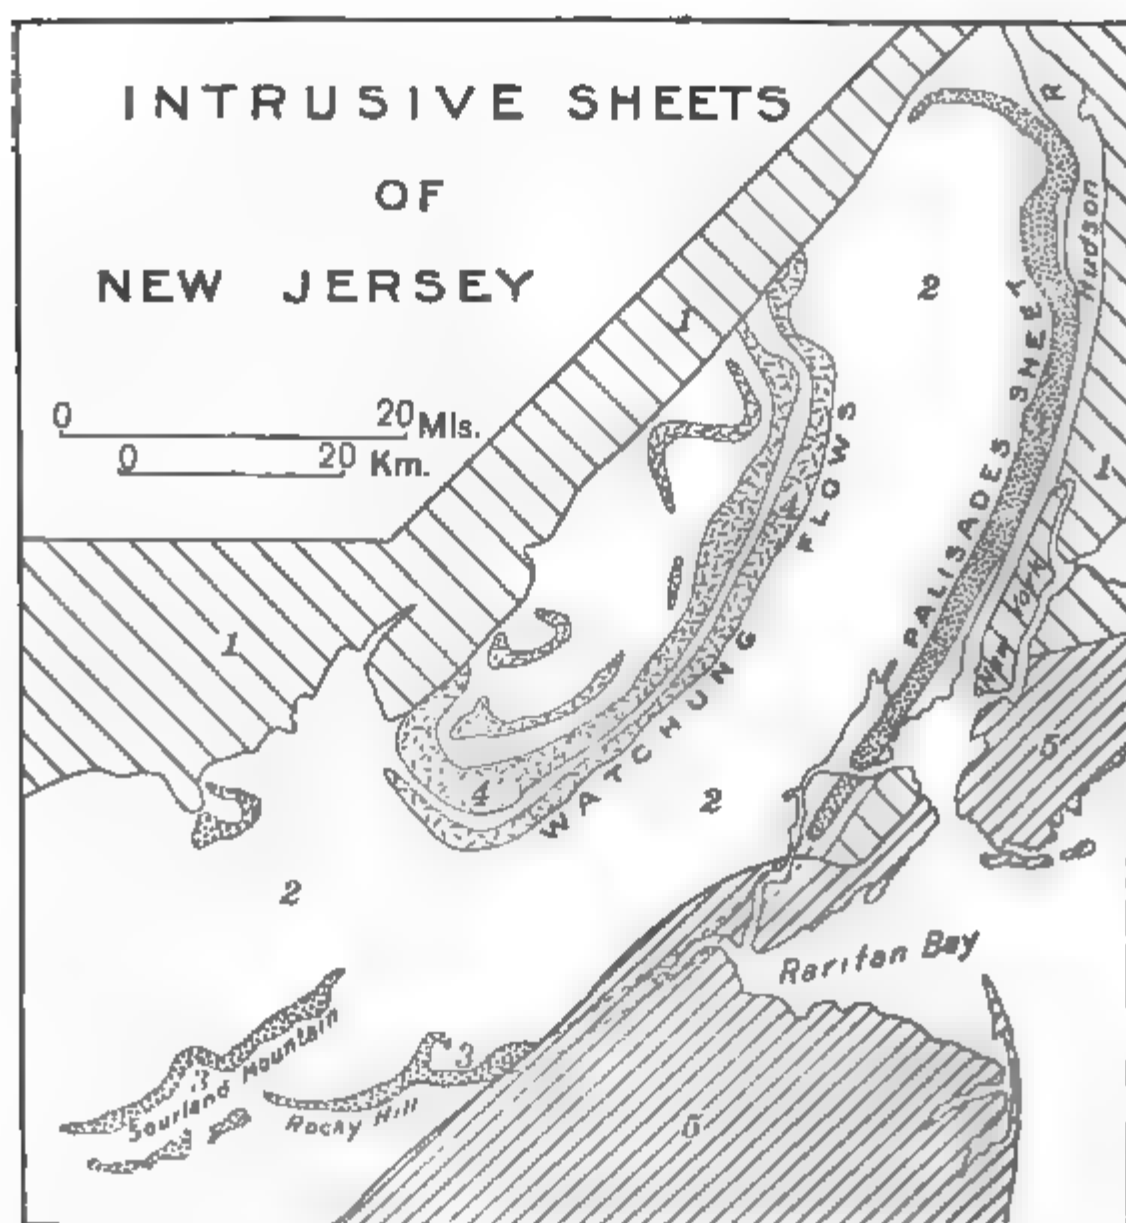 INTRUSIVE SHEETS
OF
NEW JERSEY
0 20 Mls.
0 20 Km.
R
Hudson
2
1
PALISADES SHEET
1
4
WATCHUNG FLOWS
1
New York
5
4
2
2
Raritan Bay
3
Sourland Mountain
3
Rocky Hill
5